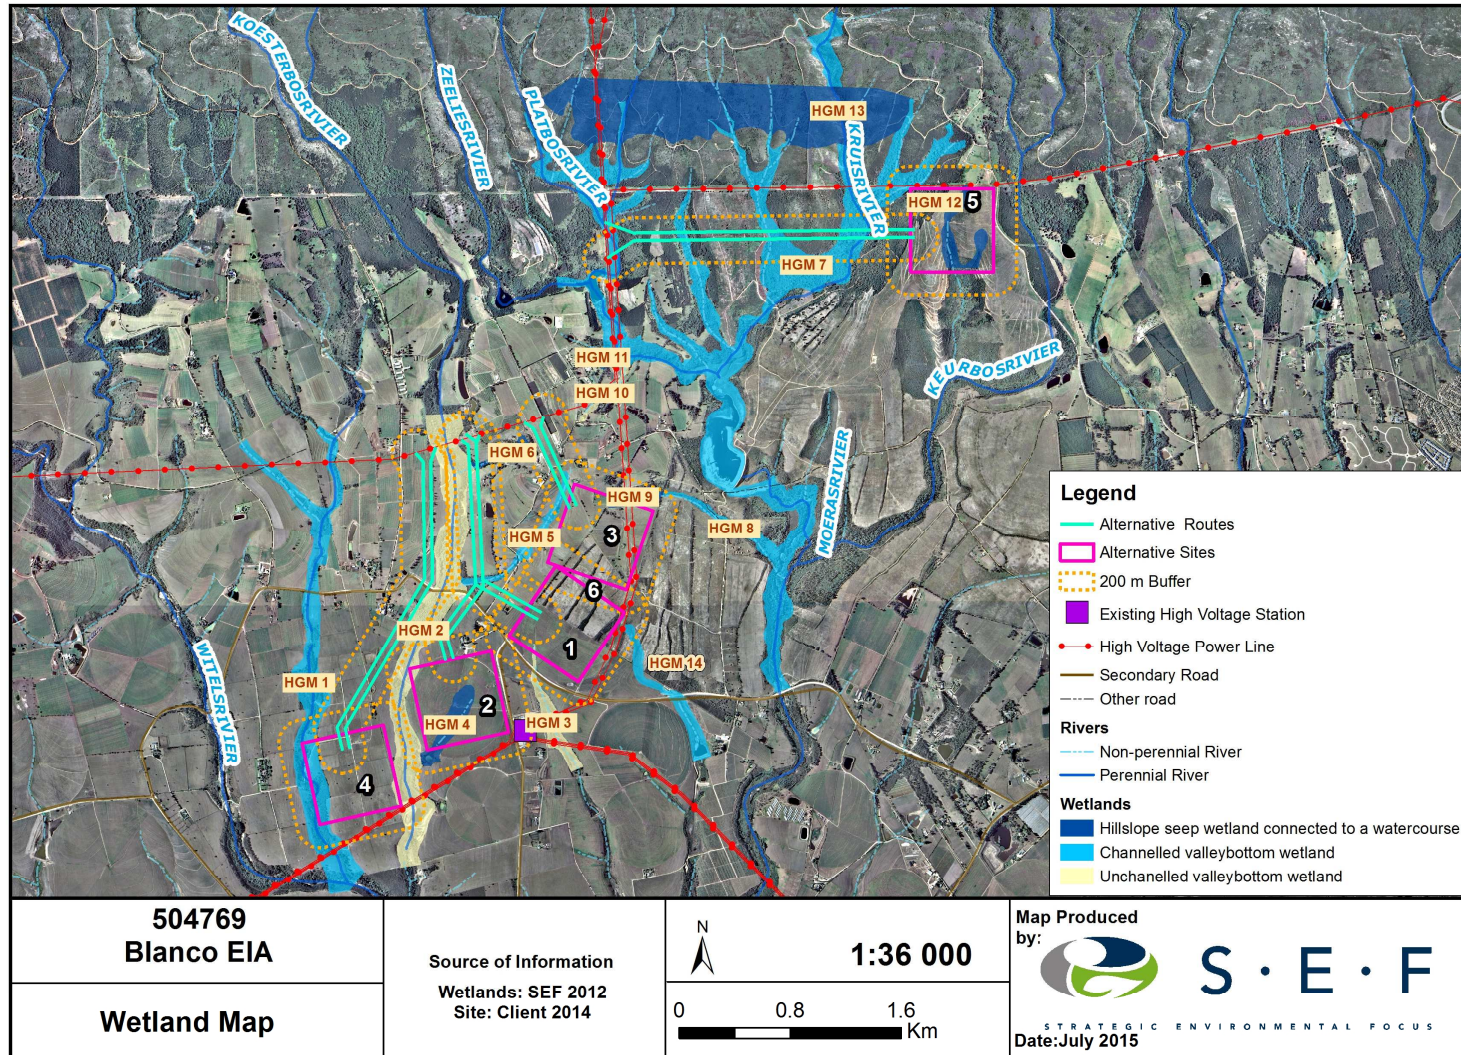 KOESTERBOSRIVIER
ZEELIESRIVIER
PLATBOSRIVIER
HGM 13
KRUISRIVIER
HGM 12
5
HGM 7
HGM 11
KEURBOSRIVIER
HGM 10
HGM 6
HGM 9
HGM 8
MOERASRIVIER
HGM 5
3
6
HGM 2
1
HGM 14
WITELSRIVIER
HGM 1
2
HGM 4
HGM 3
4
Legend
Alternative Routes
Alternative Sites
200 m Buffer
Existing High Voltage Station
High Voltage Power Line
Secondary Road
Other road
Rivers
Non-perennial River
Perennial River
Wetlands
Hillslope seep wetland connected to a watercourse
Channelled valleybottom wetland
Unchanelled valleybottom wetland
504769
Blanco EIA
Wetland Map
Source of Information
Wetlands: SEF 2012
Site: Client 2014
N
1:36 000
0 0.8 1.6
Km
Map Produced
by:
S·E·F
STRATEGIC ENVIRONMENTAL FOCUS
Date:July 2015